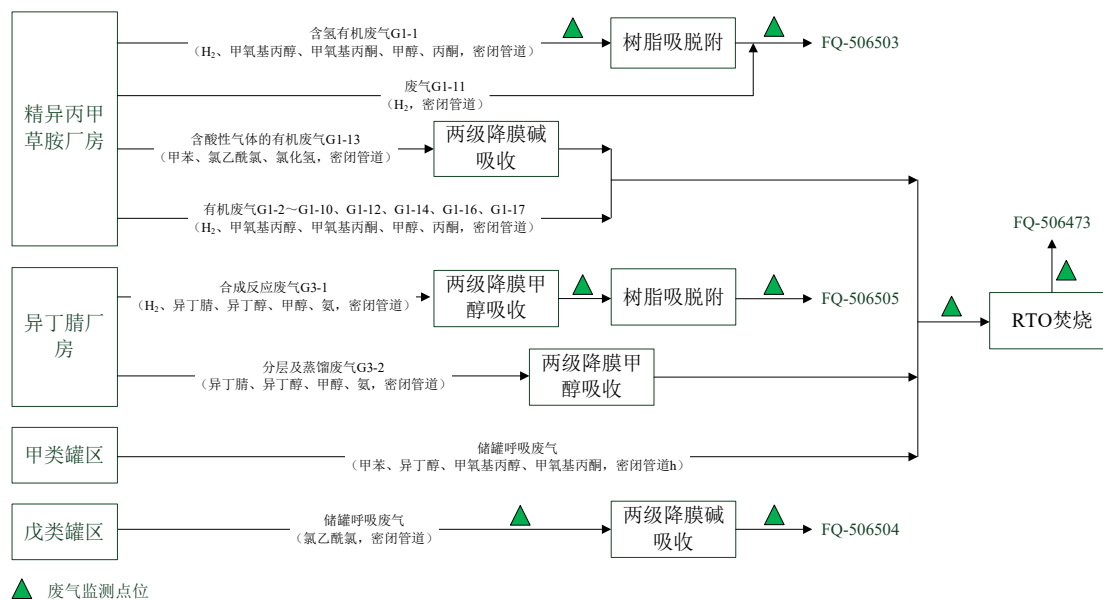 含氢有机废气G1-1
（H₂、甲氧基丙醇、甲氧基丙酮、甲醇、丙酮，密闭管道）
树脂吸脱附
FQ-506503
废气G1-11
（H₂，密闭管道）
精异丙甲
草胺厂房
含酸性气体的有机废气G1-13
（甲苯、氯乙酰氯、氯化氢，密闭管道）
两级降膜碱
吸收
有机废气G1-2～G1-10、G1-12、G1-14、G1-16、G1-17
（H₂、甲氧基丙醇、甲氧基丙酮、甲醇、丙酮，密闭管道）
FQ-506473
合成反应废气G3-1
（H₂、异丁腈、异丁醇、甲醇、氨，密闭管道）
两级降膜甲
醇吸收
树脂吸脱附
FQ-506505
RTO焚烧
异丁腈厂
房
分层及蒸馏废气G3-2
（异丁腈、异丁醇、甲醇、氨，密闭管道）
两级降膜甲
醇吸收
甲类罐区
储罐呼吸废气
（甲苯、异丁醇、甲氧基丙醇、甲氧基丙酮，密闭管道h）
戊类罐区
储罐呼吸废气
（氯乙酰氯，密闭管道）
两级降膜碱
吸收
FQ-506504
废气监测点位